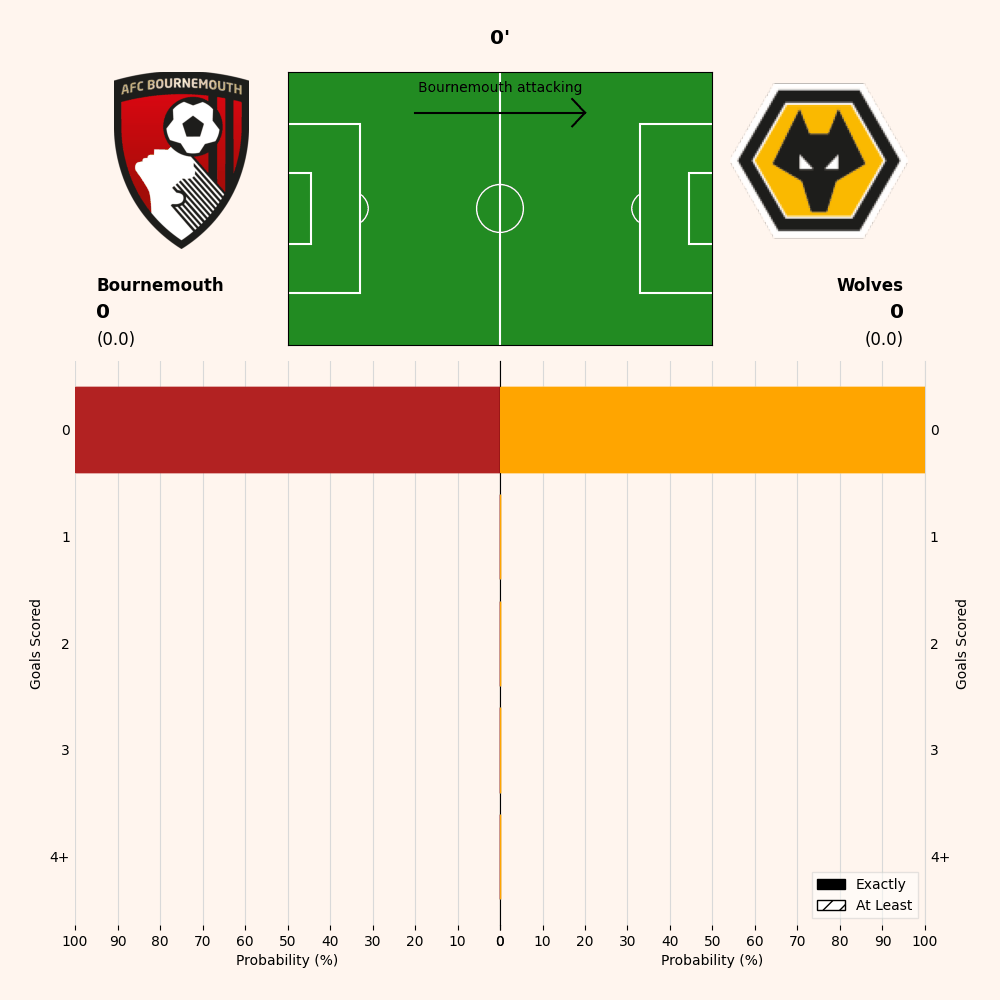 0'
AFC BOURNEMOUTH
Bournemouth attacking
Bournemouth
0
(0.0)
Wolves
0
(0.0)
0
1
2
3
4+
Goals Scored
0
1
2
3
4+
Goals Scored
Exactly
At Least
100 90 80 70 60 50 40 30 20 10 0
Probability (%)
0 10 20 30 40 50 60 70 80 90 100
Probability (%)